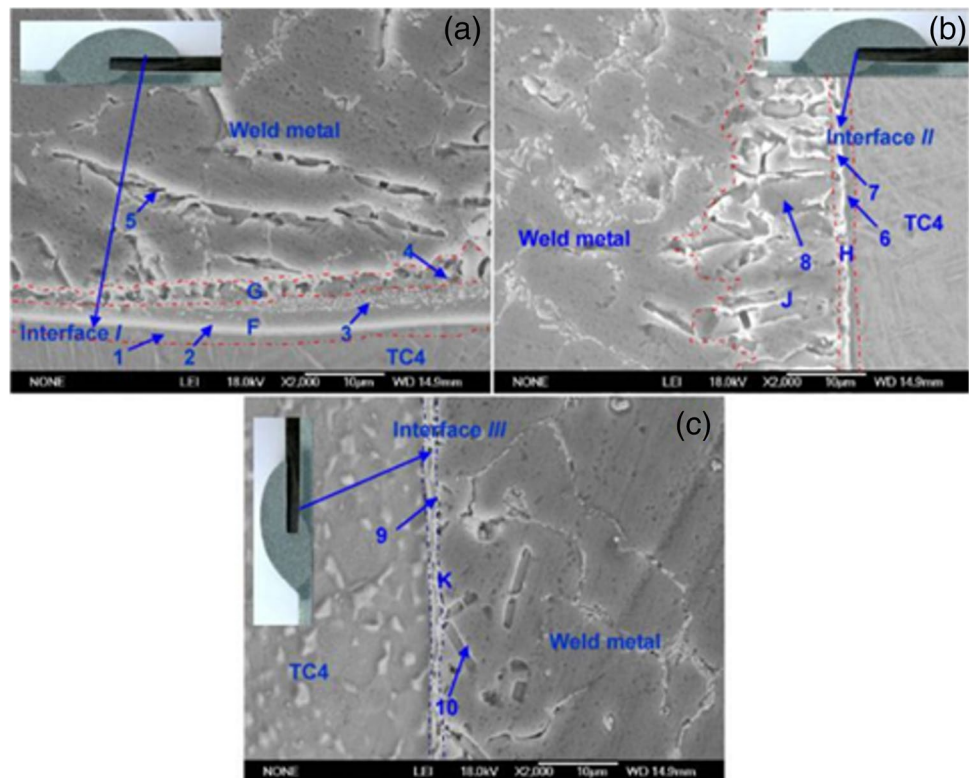 (a)
Weld metal
5
4
G
Interface I
F
3
1
2
TC4
NONE LEI 18.0kV X2,000 10μm WD 14.9mm
(b)
Interface II
7
Weld metal
8
6
TC4
H
J
NONE LEI 18.0kV X2,000 10μm WD 14.9mm
(c)
Interface III
9
K
Weld metal
TC4
10
LEI 18.0kV X2,000 10μm WD 14.9mm